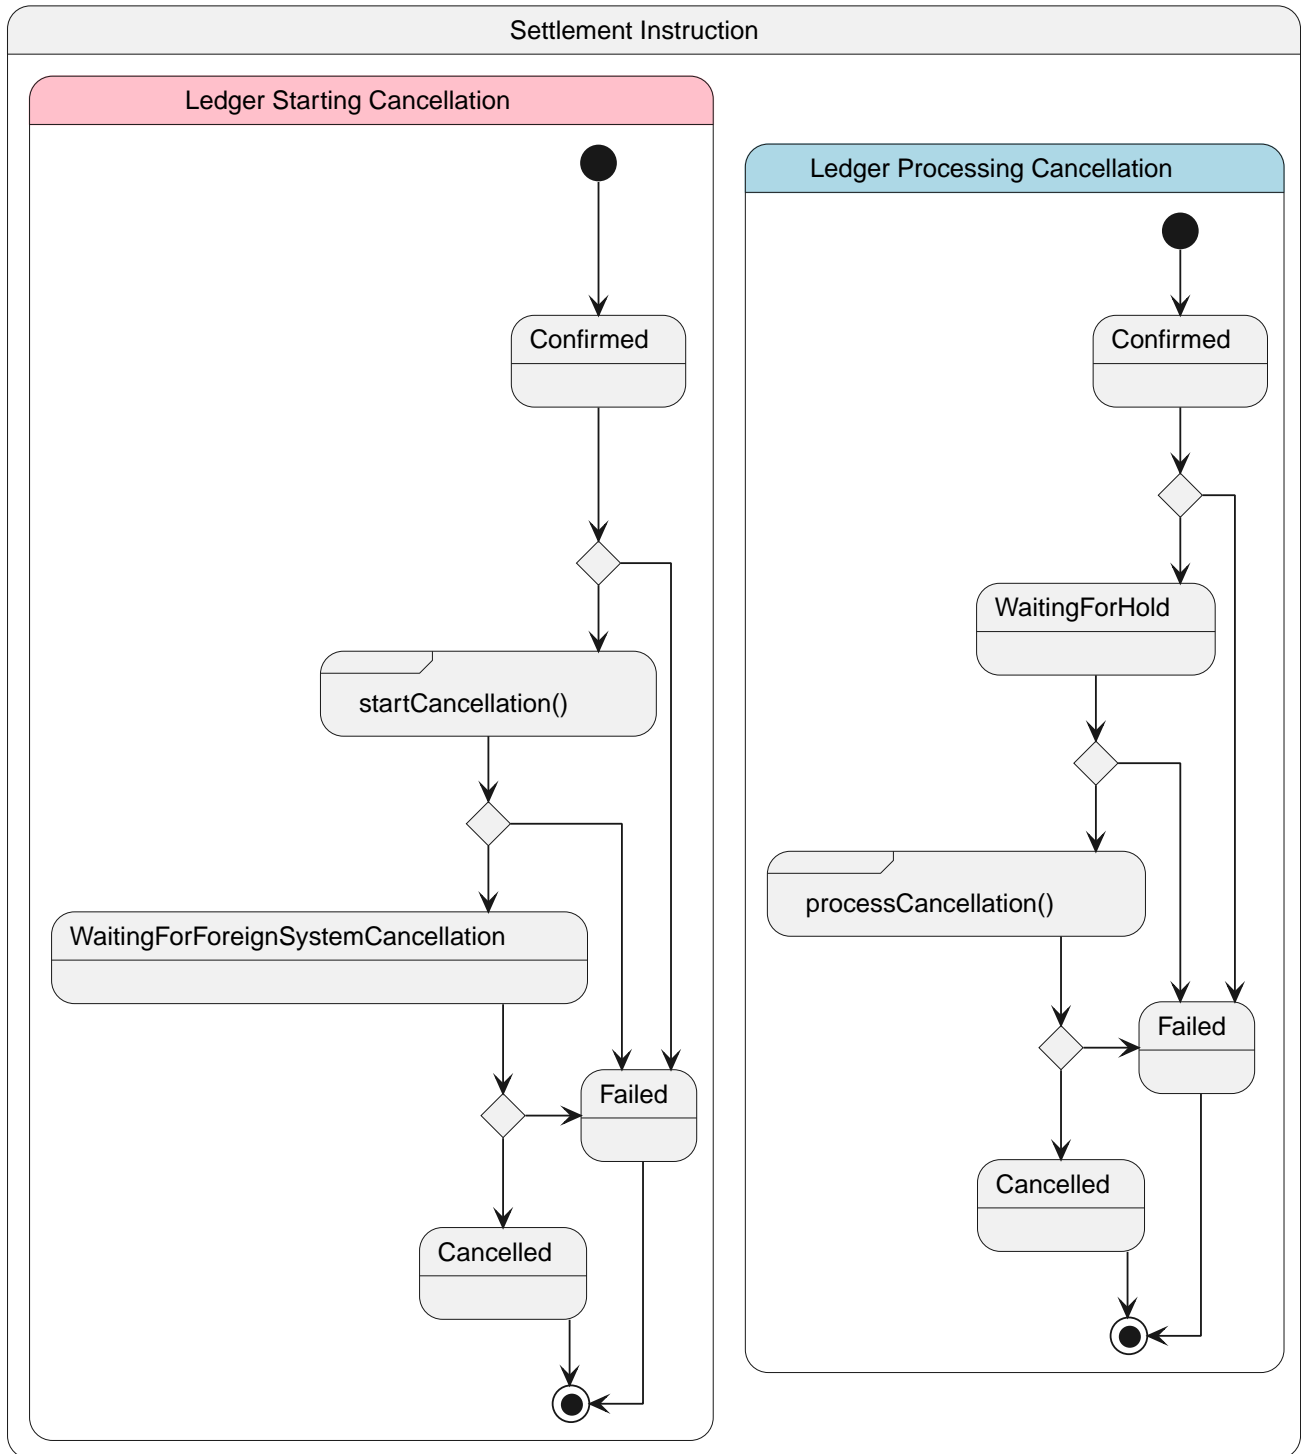 Settlement Instruction
Ledger Starting Cancellation
Confirmed
startCancellation()
WaitingForForeignSystemCancellation
Failed
Cancelled
Ledger Processing Cancellation
Confirmed
WaitingForHold
processCancellation()
Failed
Cancelled